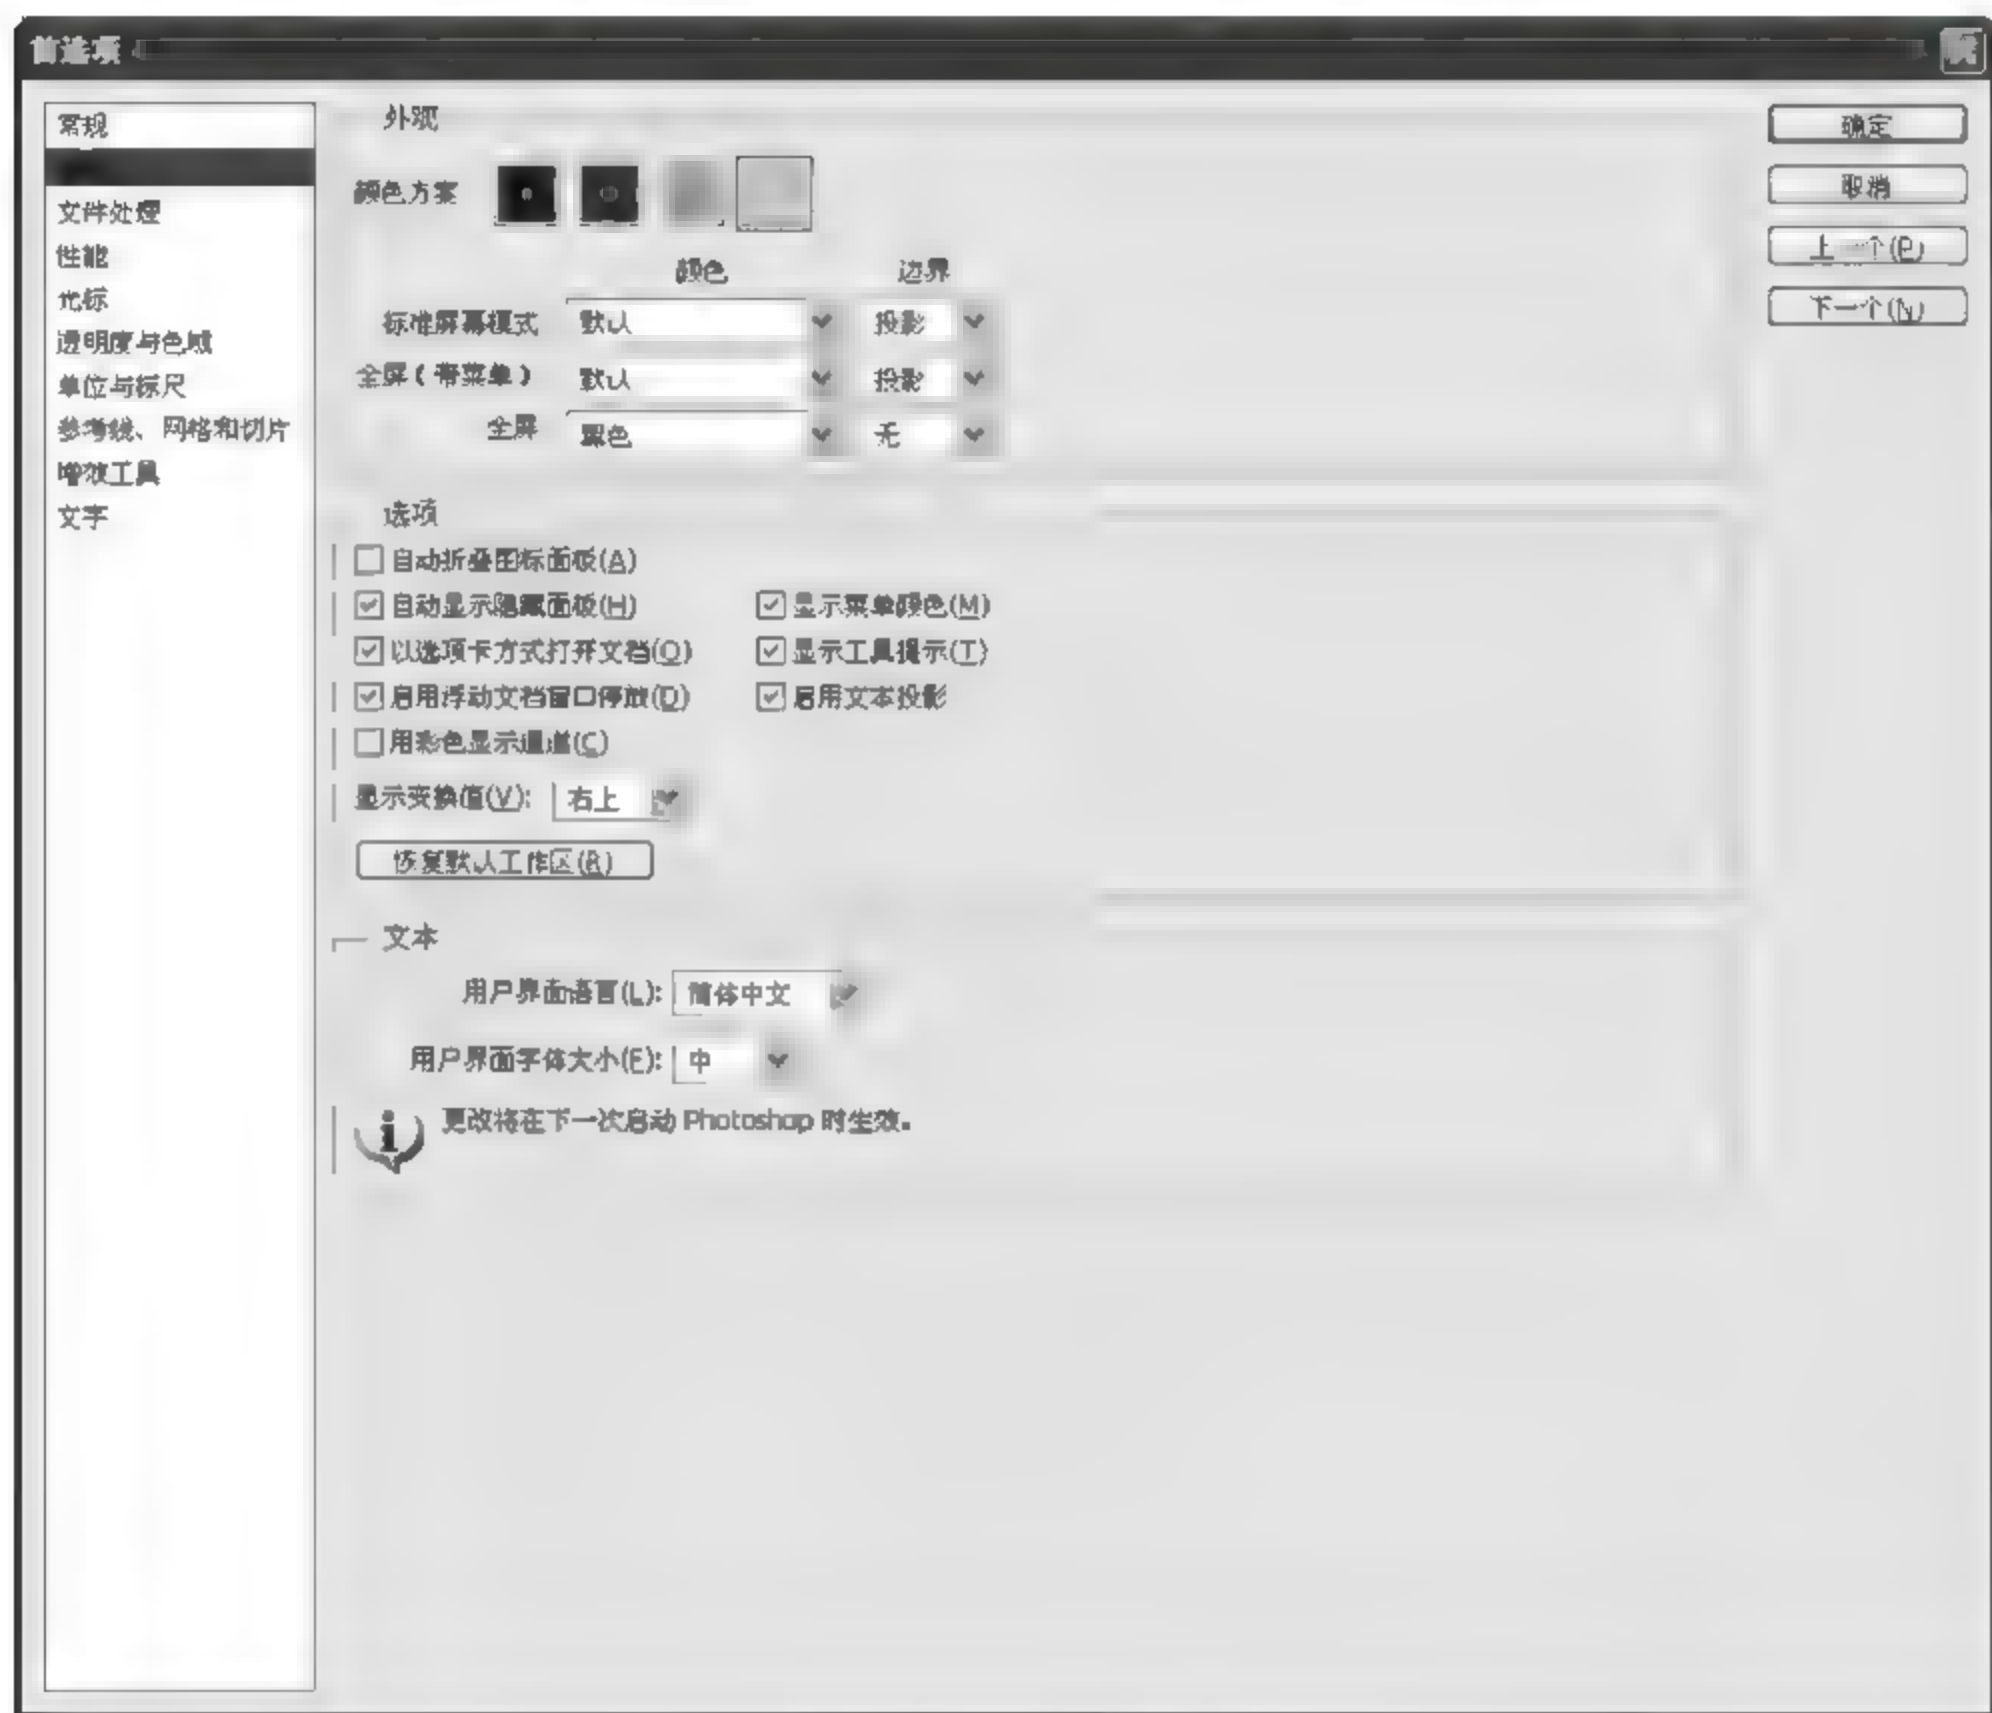 首选项
常规
文件处理
性能
光标
透明度与色域
单位与标尺
参考线、网格和切片
增效工具
文字
外观
颜色方案
颜色 边界
标准屏幕模式 默认 投影
全屏(带菜单) 默认 投影
全屏 黑色 无
选项
自动折叠图标面板(A)
自动显示隐藏面板(H) 显示菜单颜色(M)
以选项卡方式打开文档(O) 显示工具提示(T)
启用浮动文档窗口停放(D) 启用文本投影
用彩色显示通道(C)
显示变换值(V): 右上
恢复默认工作区(R)
文本
用户界面语言(L): 简体中文
用户界面字体大小(F): 中
更改将在下一次启动 Photoshop 时生效。
确定
取消
上一个(P)
下一个(N)